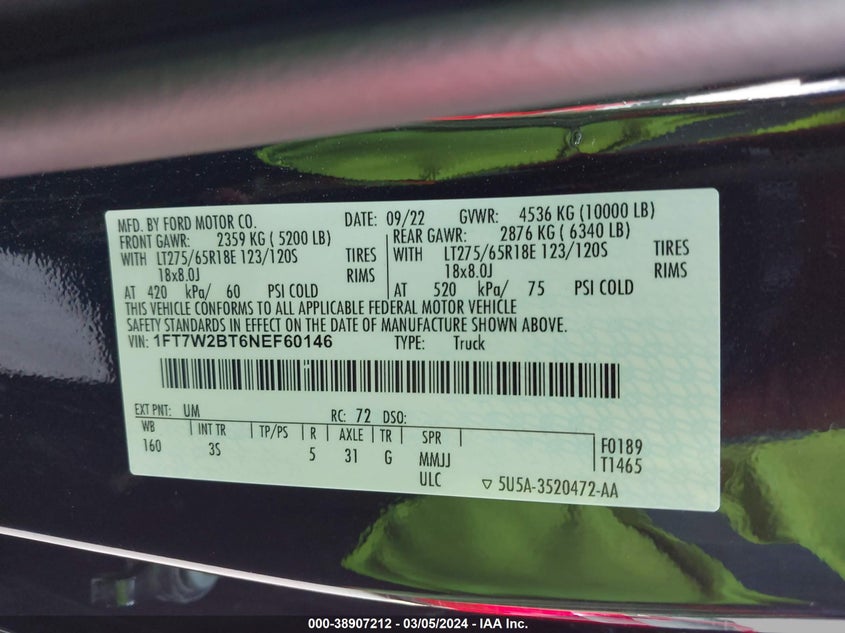 MFD. BY FORD MOTOR CO. DATE: 09/22 GVWR: 4536 KG (10000 LB)
FRONT GAWR: 2359 KG ( 5200 LB) REAR GAWR: 2876 KG ( 6340 LB)
WITH LT275/65R18E 123/120S TIRES WITH LT275/65R18E 123/120S TIRES
18x8.0J RIMS 18x8.0J RIMS
AT 420 kPa/ 60 PSI COLD AT 520 kPa/ 75 PSI COLD
THIS VEHICLE CONFORMS TO ALL APPLICABLE FEDERAL MOTOR VEHICLE
SAFETY STANDARDS IN EFFECT ON THE DATE OF MANUFACTURE SHOWN ABOVE.
VIN: 1FT7W2BT6NEF60146 TYPE: Truck
EXT PNT: UM RC: 72 DSO:
WB INT TR TP/PS R AXLE TR SPR F0189
160 3S 5 31 G MMJJ T1465
ULC ▽ 5U5A-3520472-AA
000-38907212 - 03/05/2024 - IAA Inc.